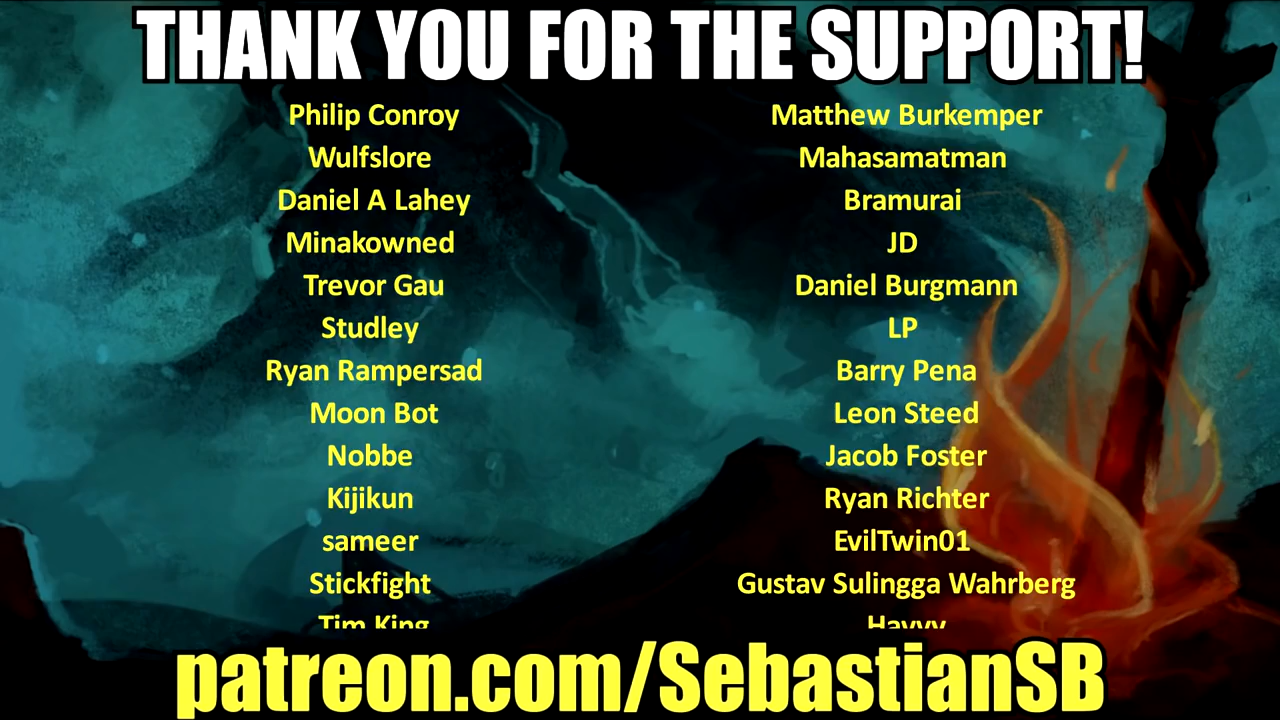 THANK YOU FOR THE SUPPORT!
Philip Conroy
Wulfslore
Daniel A Lahey
Minakowned
Trevor Gau
Studley
Ryan Rampersad
Moon Bot
Nobbe
Kijikun
sameer
Stickfight
Tim King
Matthew Burkemper
Mahasamatman
Bramurai
JD
Daniel Burgmann
LP
Barry Pena
Leon Steed
Jacob Foster
Ryan Richter
EvilTwin01
Gustav Sulingga Wahrberg
patreon.com/SebastianSB